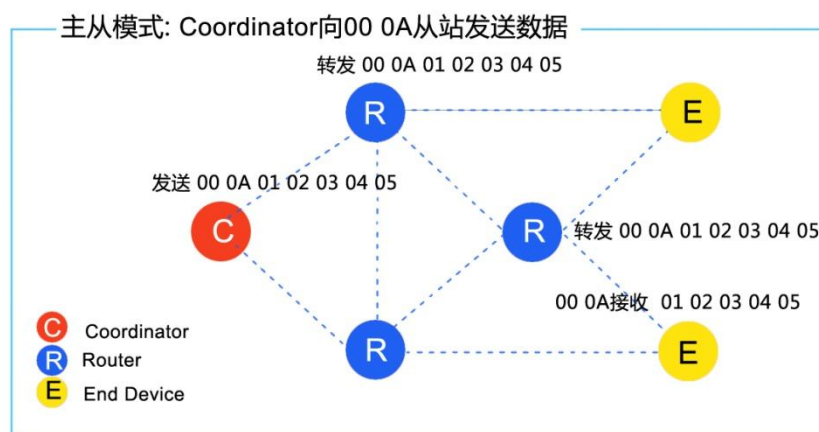 主从模式: Coordinator向00 0A从站发送数据
转发 00 0A 01 02 03 04 05
R
E
发送 00 0A 01 02 03 04 05
C
R
转发 00 0A 01 02 03 04 05
00 0A接收 01 02 03 04 05
R
E
C Coordinator
R Router
E End Device